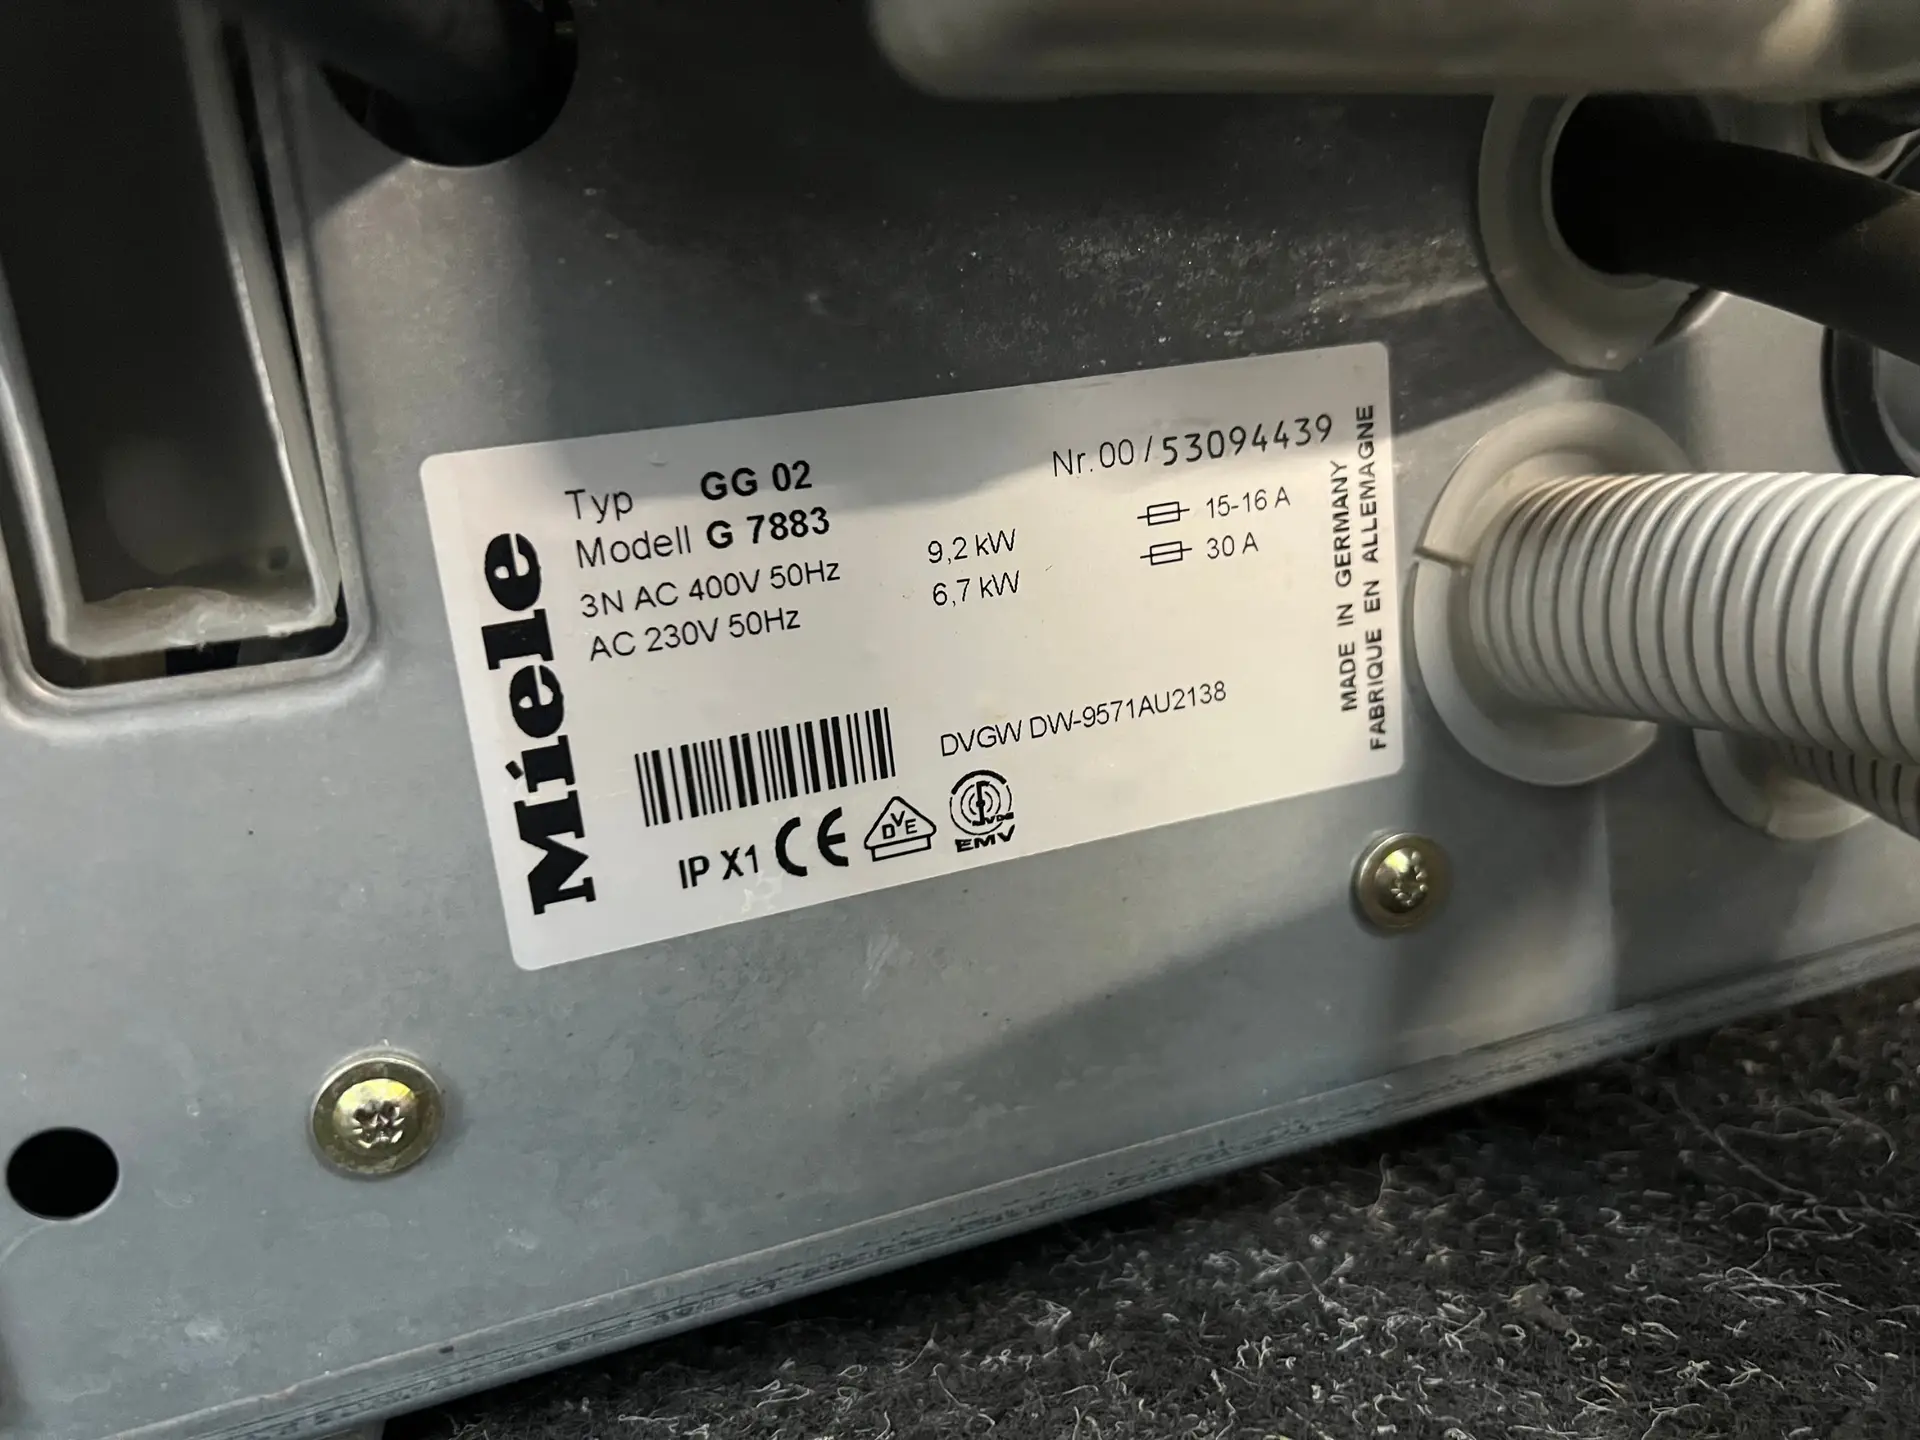 Miele
Typ GG 02
Nr. 00 / 53094439
Modell G 7883
3N AC 400V 50Hz 9,2 kW 15-16 A
AC 230V 50Hz 6,7 kW 30 A
DVGW DW-9571AU2138
IP X1 CE DVE VDE
EMV
MADE IN GERMANY
FABRIQUE EN ALLEMAGNE